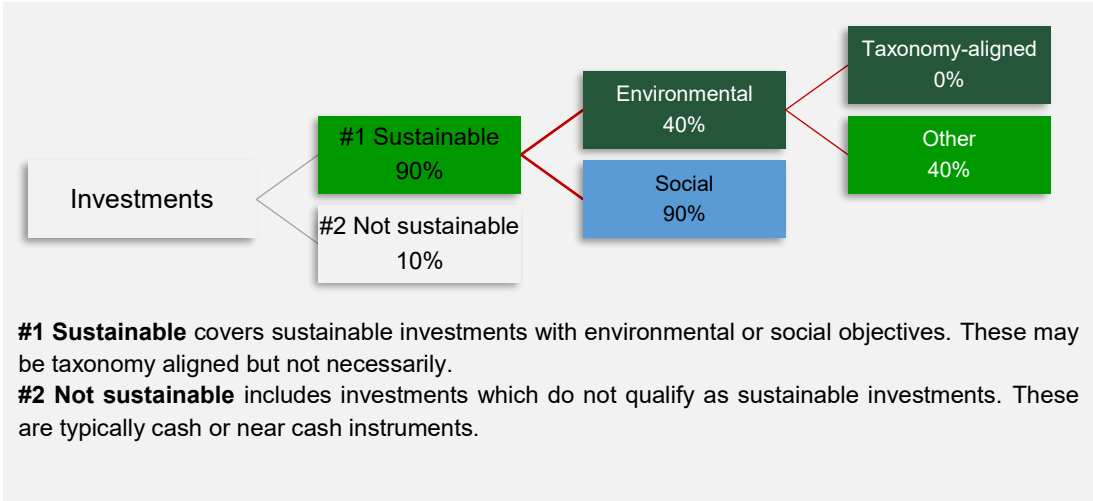 Investments
#1 Sustainable
90%
#2 Not sustainable
10%
Environmental
40%
Social
90%
Taxonomy-aligned
0%
Other
40%
#1 Sustainable covers sustainable investments with environmental or social objectives. These may
be taxonomy aligned but not necessarily.
#2 Not sustainable includes investments which do not qualify as sustainable investments. These
are typically cash or near cash instruments.